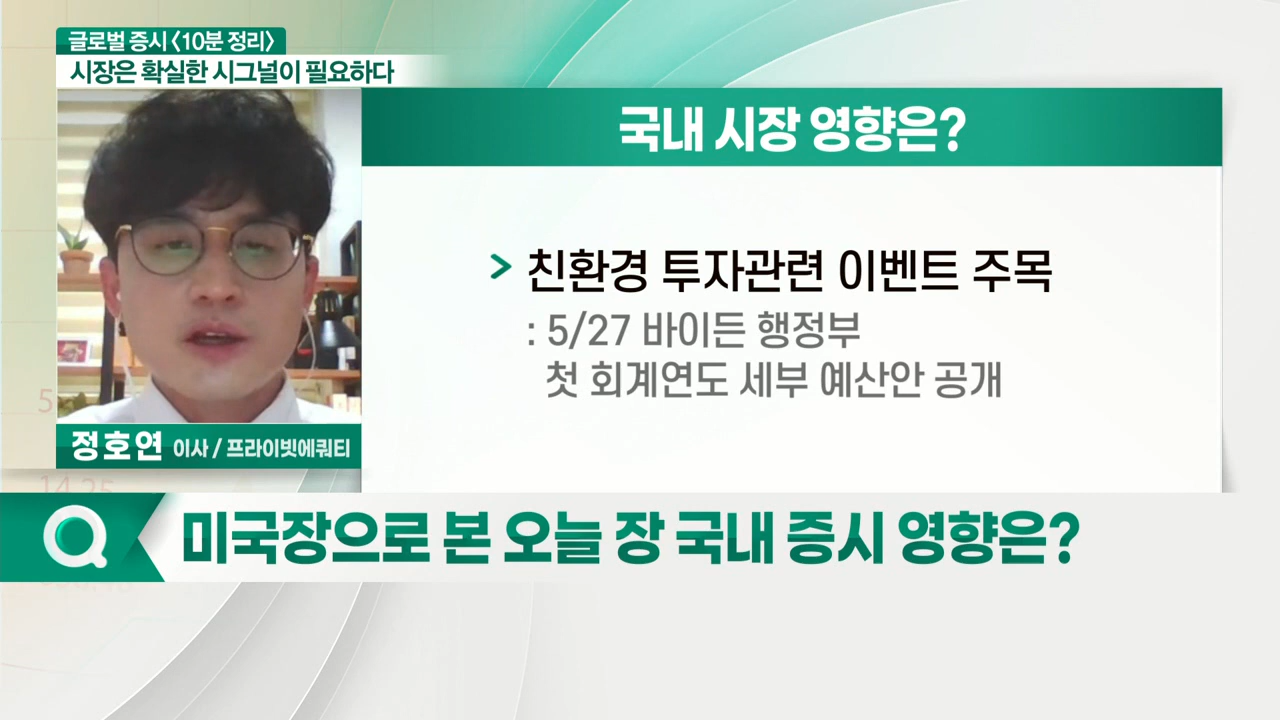 글로벌 증시 <10분 정리>
시장은 확실한 시그널이 필요하다
국내 시장 영향은?
> 친환경 투자관련 이벤트 주목
: 5/27 바이든 행정부
첫 회계연도 세부 예산안 공개
정호연 이사 / 프라이빗에쿼티
미국장으로 본 오늘 장 국내 증시 영향은?